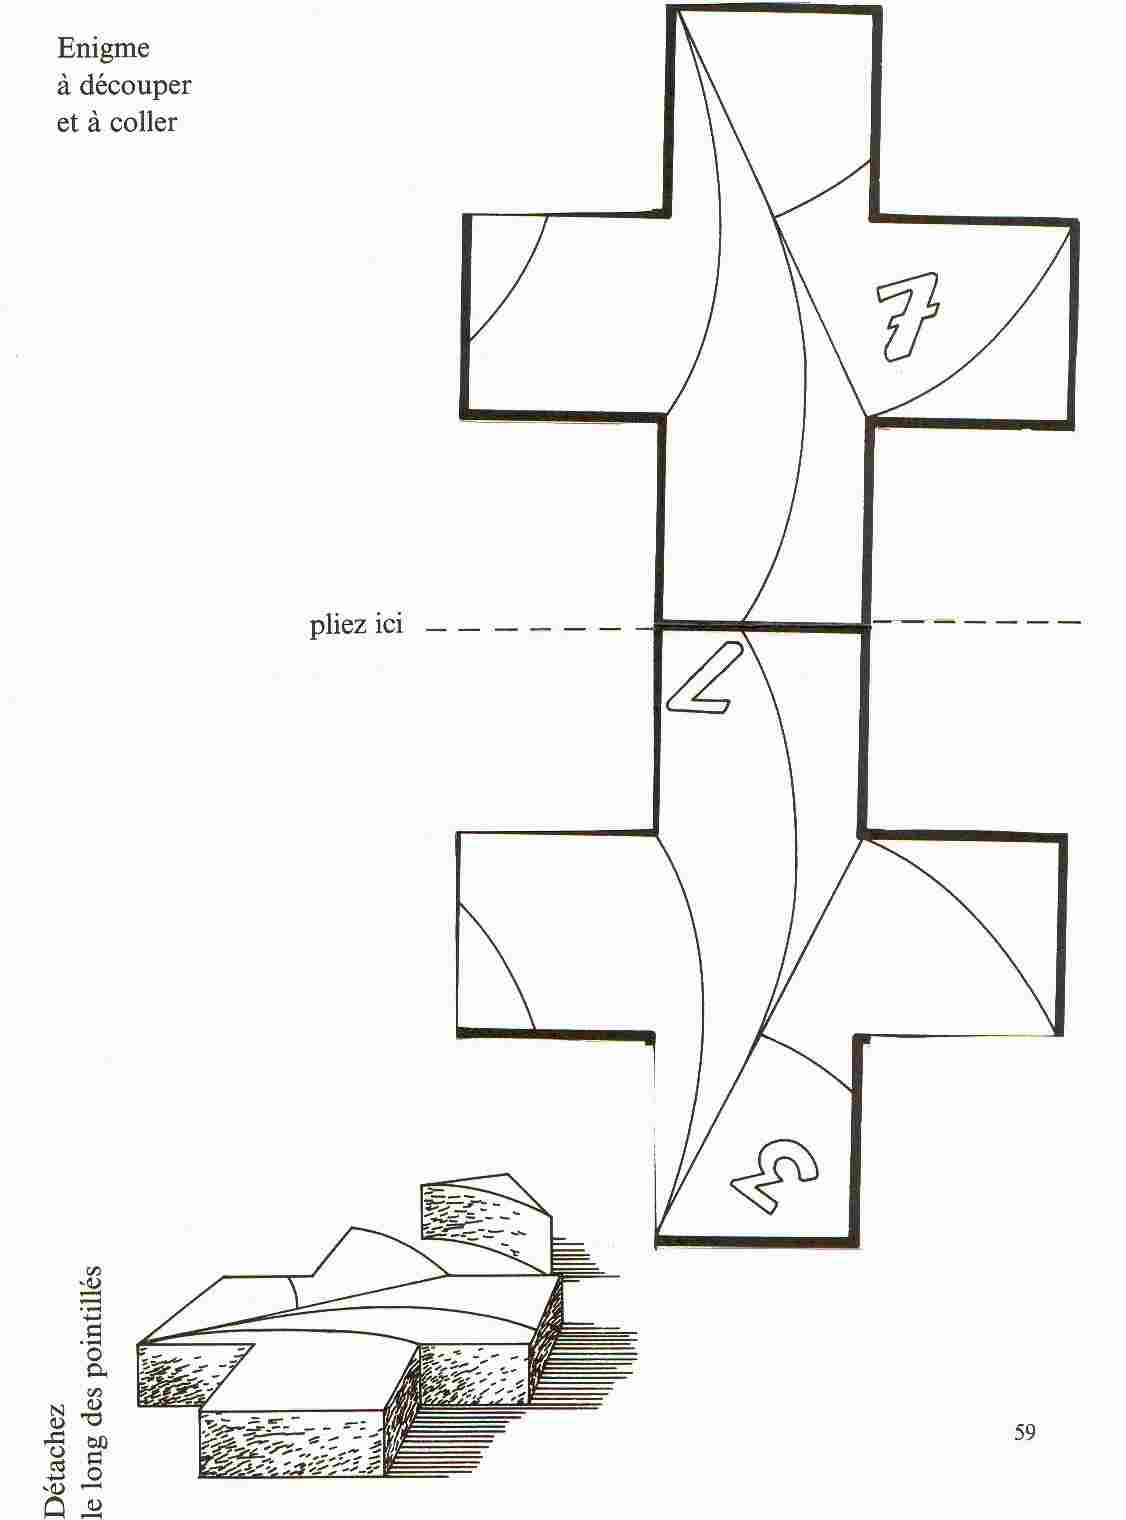 Enigme
à découper
et à coller
7
pliez ici
7
3
Détachez
le long des pointillés
59